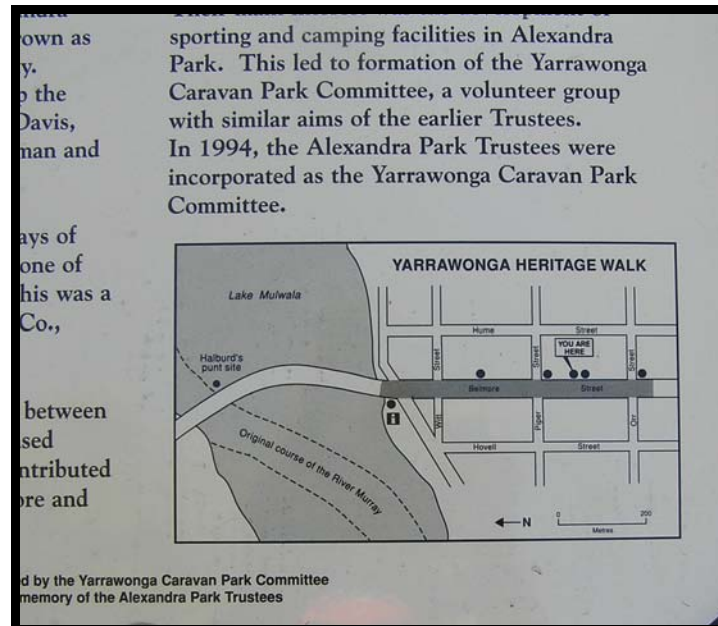 own as
y.
the
Davis,
man and
ays of
one of
his was a
Co.,
between
sed
ntributed
ore and
sporting and camping facilities in Alexandra
Park. This led to formation of the Yarrawonga
Caravan Park Committee, a volunteer group
with similar aims of the earlier Trustees.
In 1994, the Alexandra Park Trustees were
incorporated as the Yarrawonga Caravan Park
Committee.
YARRAWONGA HERITAGE WALK
Lake Mulwala
Hume Street
YOU ARE
HERE
Halburd's
punt site
Street
Street
Street
Belmore Street
i
Witt
Piper
Orr
Original course of the River Murray
Hovell Street
N
0 200
Metres
d by the Yarrawonga Caravan Park Committee
memory of the Alexandra Park Trustees